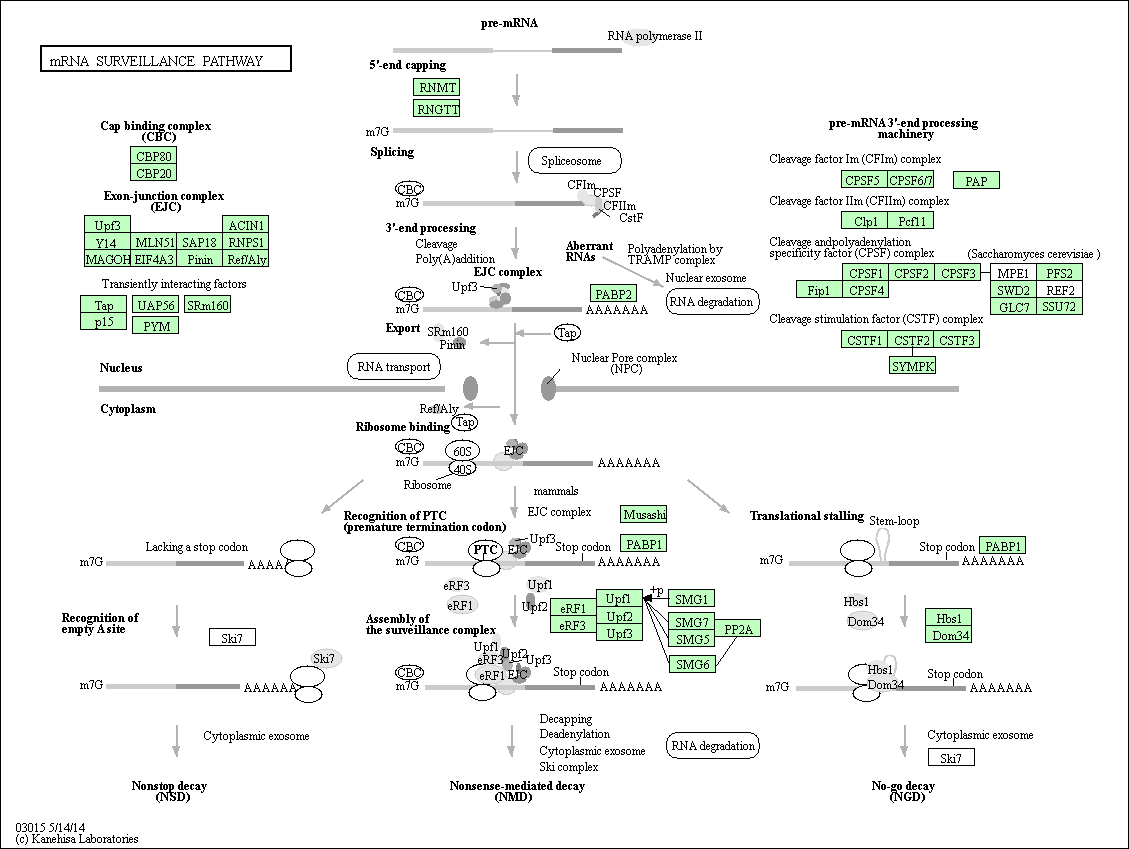 pre-mRNA
RNA polymerase II
mRNA SURVEILLANCE PATHWAY
5'-end capping
RNMT
RNGTT
m7G
Cap binding complex
(CBC)
CBP80
CBP20
Exon-junction complex
(EJC)
Upf3 ACIN1
Y14 MLN51 SAP18 RNPS1
MAGOH EIF4A3 Pinin Ref/Aly
Transiently interacting factors
Tap UAP56 SRm160
p15 PYM
Splicing
Spliceosome
CBC
m7G
CFIm
CPSF
CFIIm
CstF
3'-end processing
Cleavage
Poly(A)addition
EJC complex
Upf3
CBC
m7G
PABP2
AAAAAAA
Aberrant
RNAs
Polyadenylation by
TRAMP complex
Nuclear exosome
RNA degradation
pre-mRNA 3'-end processing
machinery
Cleavage factor Im (CFIm) complex
CPSF5 CPSF6/7 PAP
Cleavage factor IIm (CFIIm) complex
Clp1 Pcf11
Cleavage andpolyadenylation
specificity factor (CPSF) complex
(Saccharomyces cerevisiae )
CPSF1 CPSF2 CPSF3 MPE1 PFS2
Fip1 CPSF4 SWD2 REF2
GLC7 SSU72
Cleavage stimulation factor (CSTF) complex
CSTF1 CSTF2 CSTF3
SYMPK
Export
SRm160
Pinin
Tap
RNA transport
Nuclear Pore complex
(NPC)
Nucleus
Cytoplasm
Ref/Aly
Tap
Ribosome binding
CBC
m7G
60S
40S
EJC
AAAAAAA
Ribosome
mammals
EJC complex
Recognition of PTC
(premature termination codon)
Musashi
PABP1
CBC
m7G
PTC
EJC
Upf3
Stop codon
AAAAAAA
Lacking a stop codon
m7G
AAAA
Translational stalling
Stem-loop
m7G
Stop codon
PABP1
AAAAAAA
eRF3
eRF1
Upf1
Upf2
eRF1
eRF3
Upf1
Upf2
Upf3
+p
SMG1
SMG7
SMG5
PP2A
SMG6
Hbs1
Dom34
Hbs1
Dom34
Recognition of
empty A site
Ski7
Ski7
m7G
AAAAAA
Assembly of
the surveillance complex
Upf1
Upf2
eRF3
Upf3
CBC
m7G
eRF1
EJC
Stop codon
AAAAAAA
Hbs1
Dom34
m7G
Stop codon
AAAAAAA
Cytoplasmic exosome
Decapping
Deadenylation
Cytoplasmic exosome
Ski complex
RNA degradation
Cytoplasmic exosome
Ski7
Nonstop decay
(NSD)
Nonsense-mediated decay
(NMD)
No-go decay
(NGD)
03015 5/14/14
(c) Kanehisa Laboratories